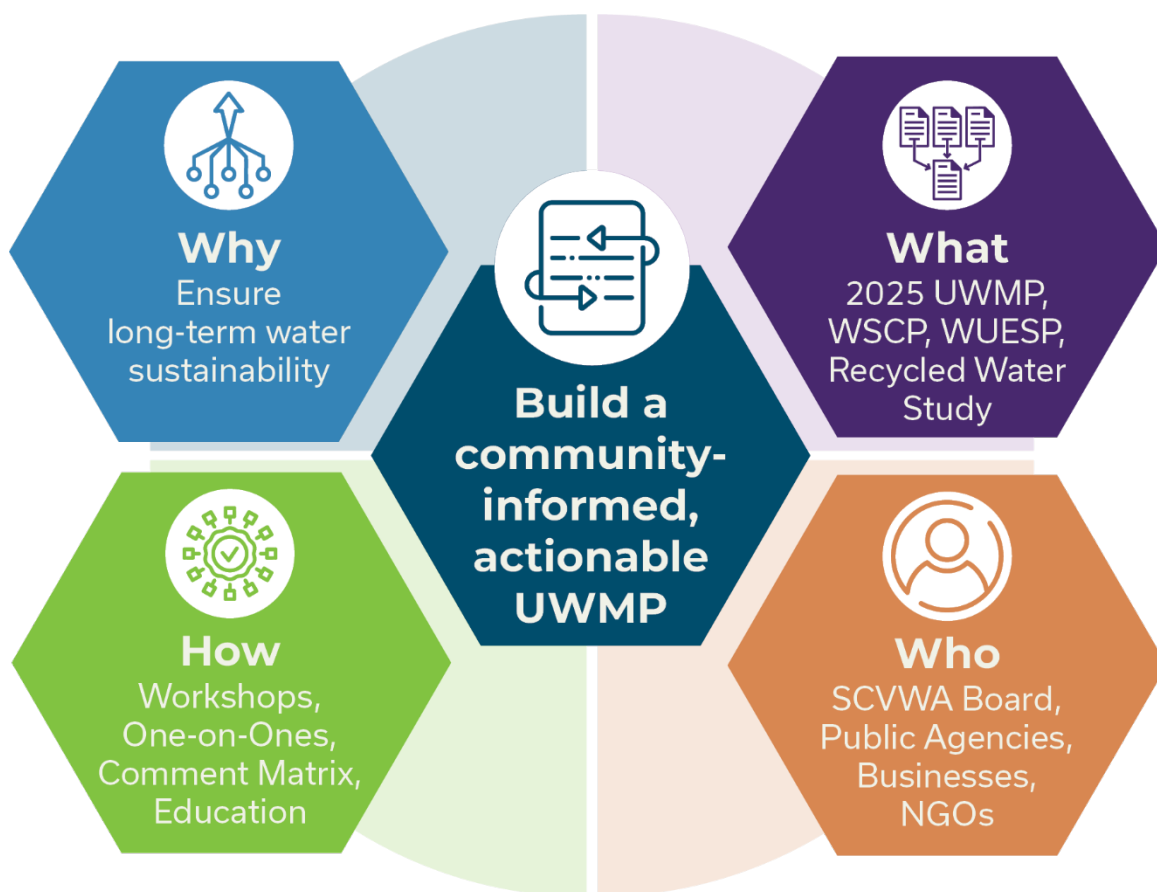 Why
Ensure
long-term water
sustainability
What
2025 UWMP,
WSCP, WUESP,
Recycled Water
Study
Build a
community-
informed,
actionable
UWMP
How
Workshops,
One-on-Ones,
Comment Matrix,
Education
Who
SCVWA Board,
Public Agencies,
Businesses,
NGOs